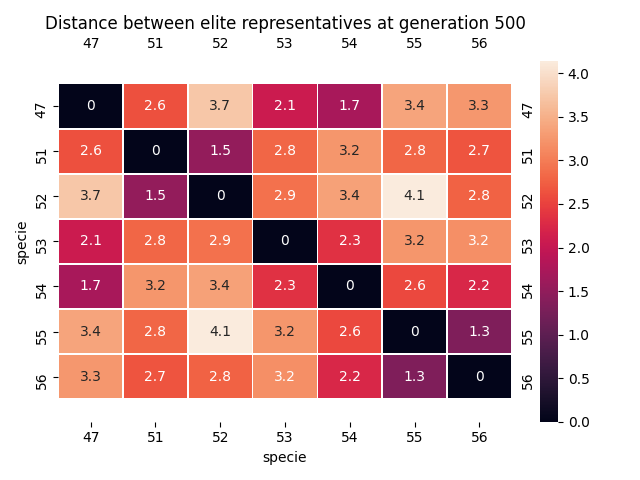 Distance between elite representatives at generation 500
47 51 52 53 54 55 56
47 0 2.6 3.7 2.1 1.7 3.4 3.3 47
51 2.6 0 1.5 2.8 3.2 2.8 2.7 51
52 3.7 1.5 0 2.9 3.4 4.1 2.8 52
53 2.1 2.8 2.9 0 2.3 3.2 3.2 53
54 1.7 3.2 3.4 2.3 0 2.6 2.2 54
55 3.4 2.8 4.1 3.2 2.6 0 1.3 55
56 3.3 2.7 2.8 3.2 2.2 1.3 0 56
47 51 52 53 54 55 56
specie
specie
4.0
3.5
3.0
2.5
2.0
1.5
1.0
0.5
0.0